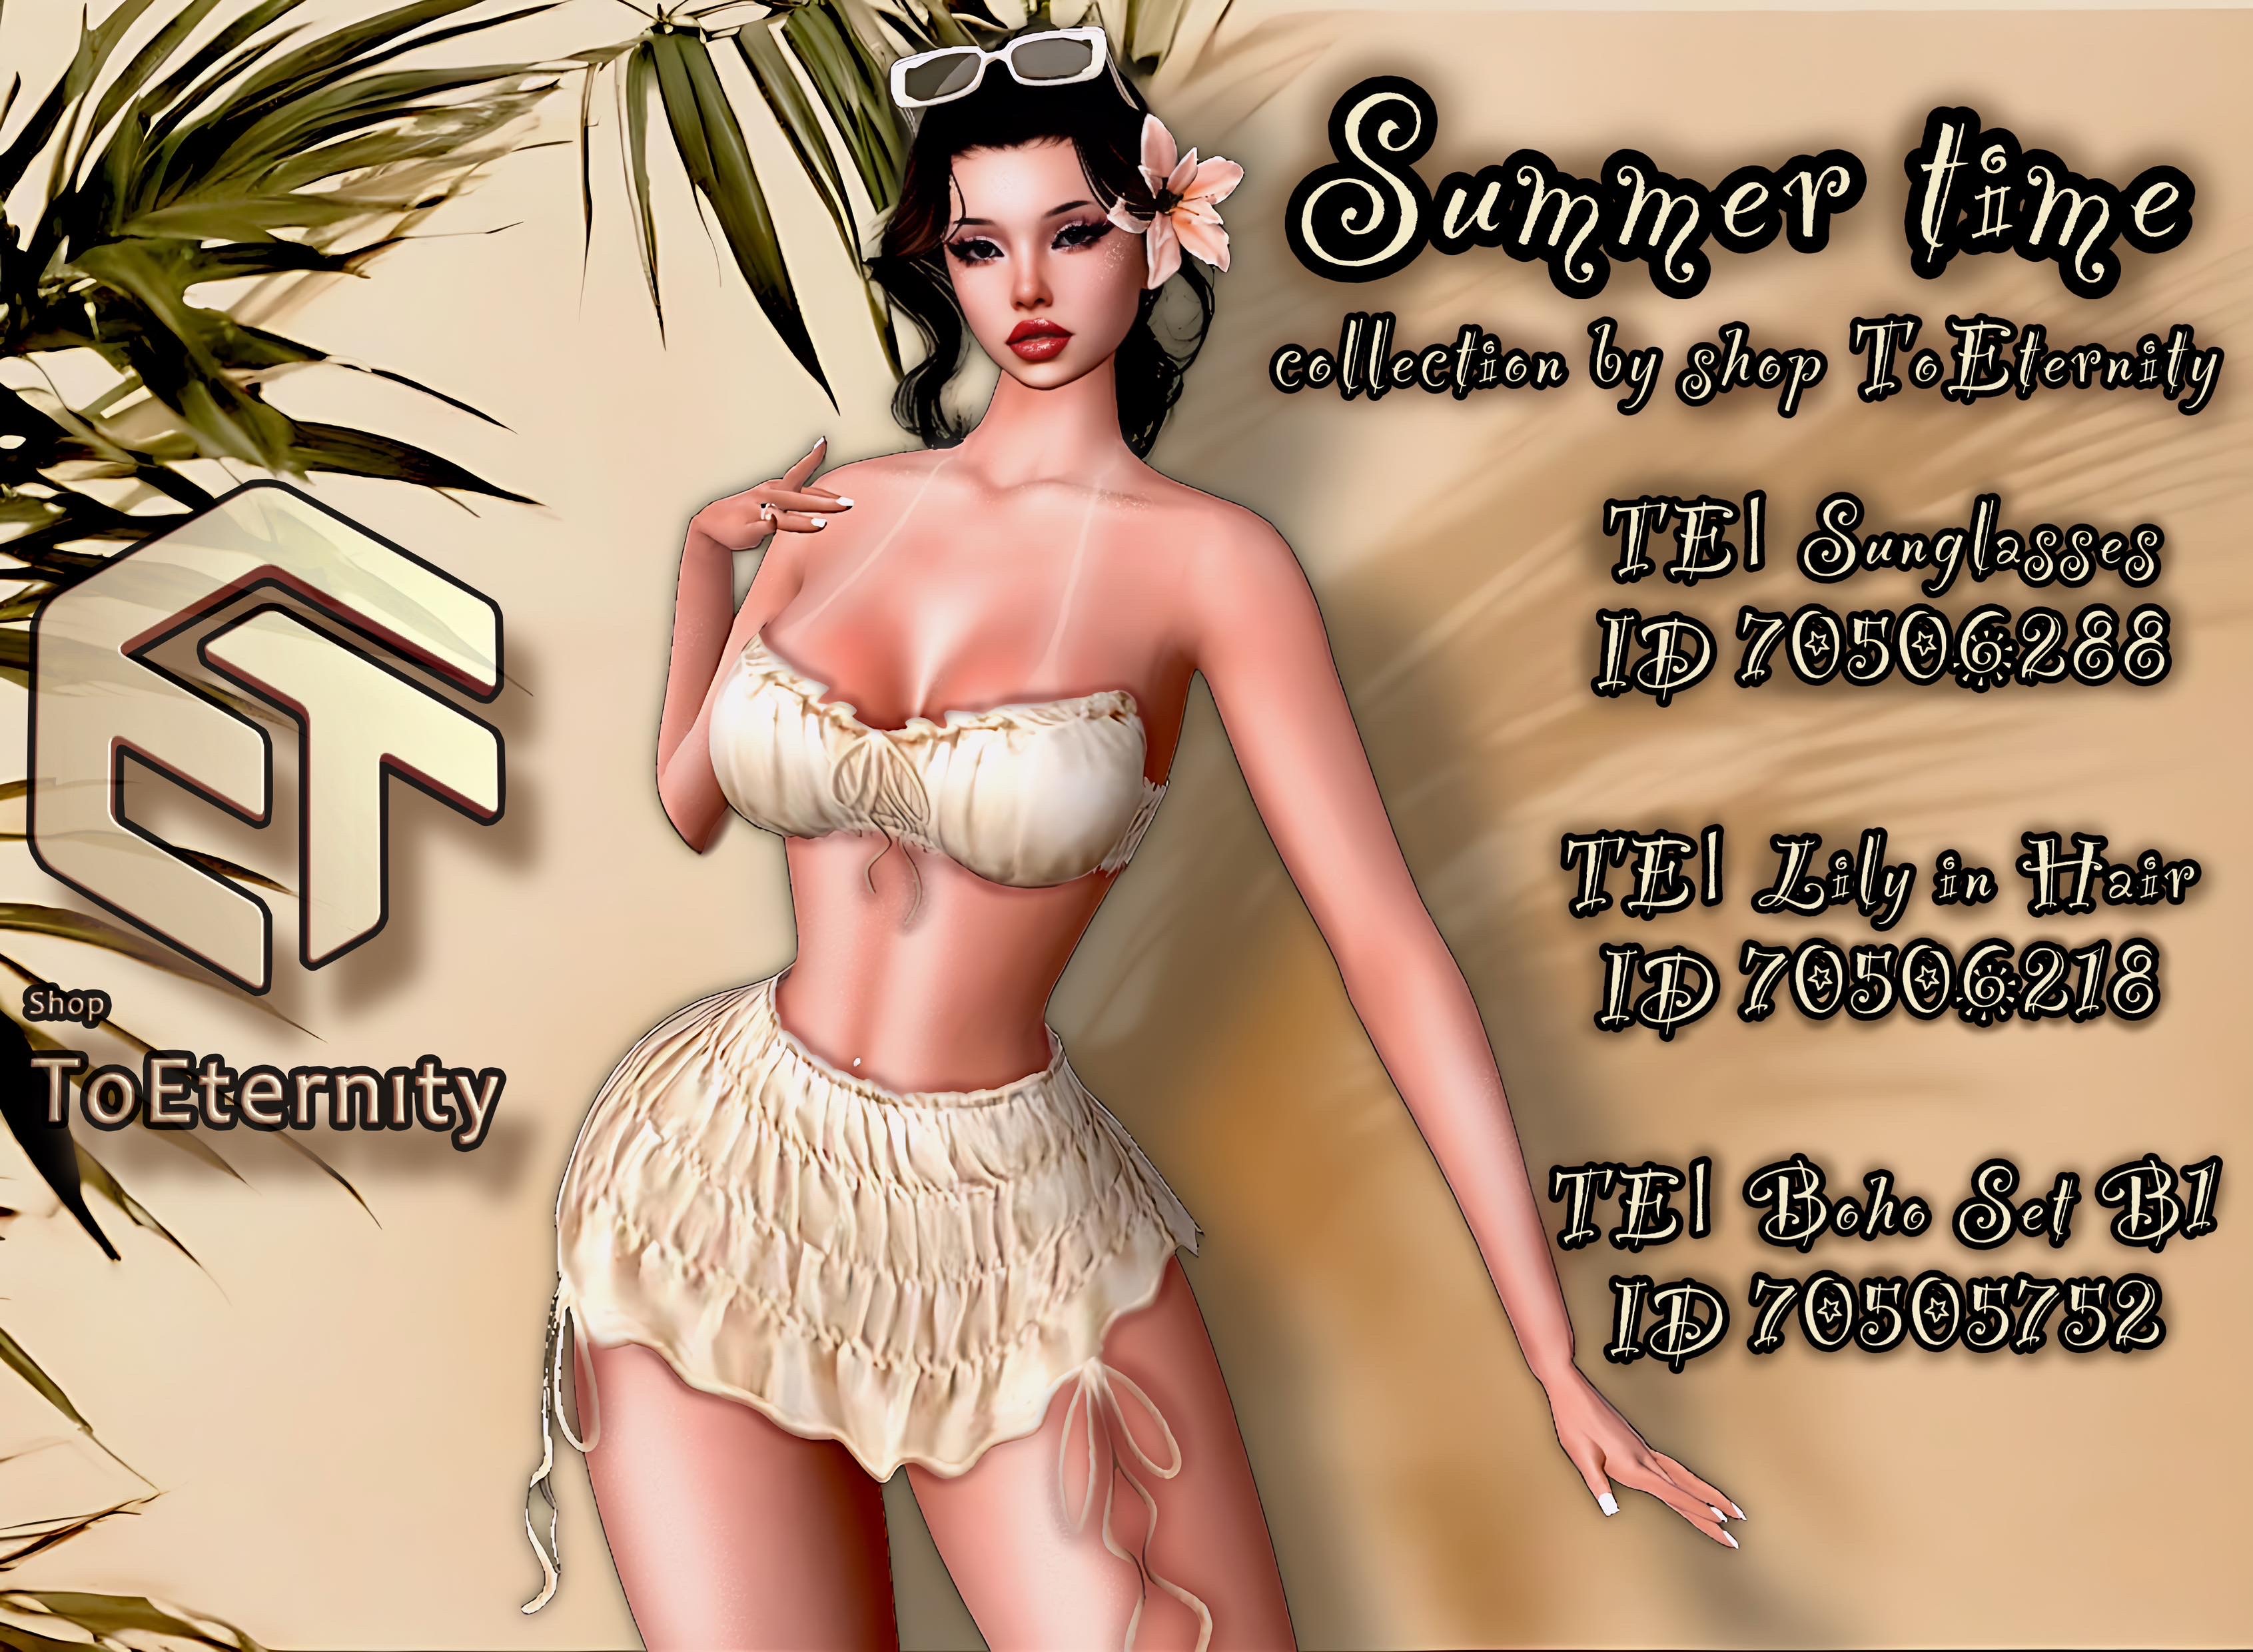 Summer time
collection by shop ToEternity
TE| Sunglasses
ID 70506288
TE| Lily in Hair
ID 70506218
TE| Boho Set B1
ID 70505752
ET
Shop
ToEternity